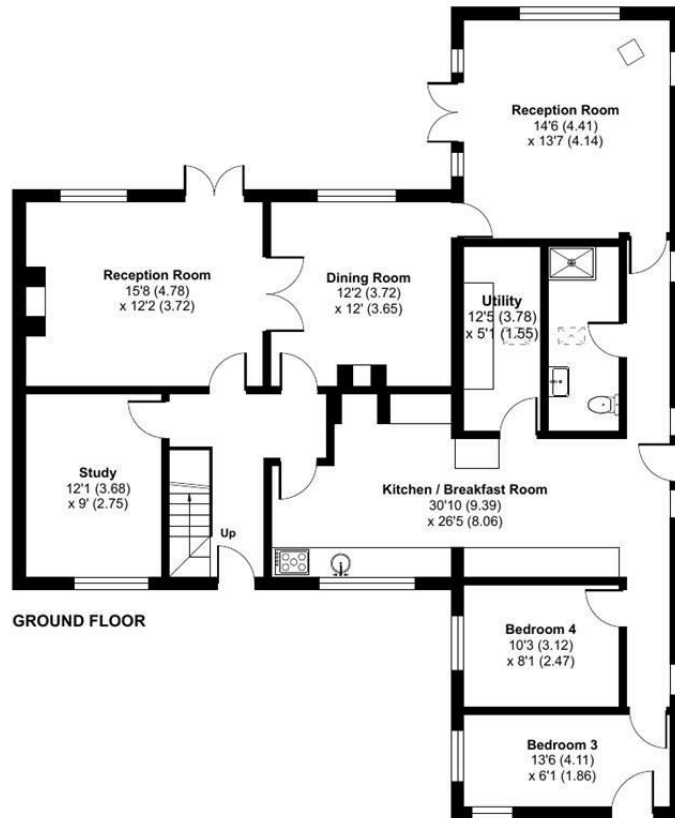 Reception Room
14'6 (4.41)
x 13'7 (4.14)
Reception Room
15'8 (4.78)
x 12'2 (3.72)
Dining Room
12'2 (3.72)
x 12' (3.65)
Utility
12'5 (3.78)
x 5'1 (1.55)
Study
12'1 (3.68)
x 9' (2.75)
Up
Kitchen / Breakfast Room
30'10 (9.39)
x 26'5 (8.06)
GROUND FLOOR
Bedroom 4
10'3 (3.12)
x 8'1 (2.47)
Bedroom 3
13'6 (4.11)
x 6'1 (1.86)